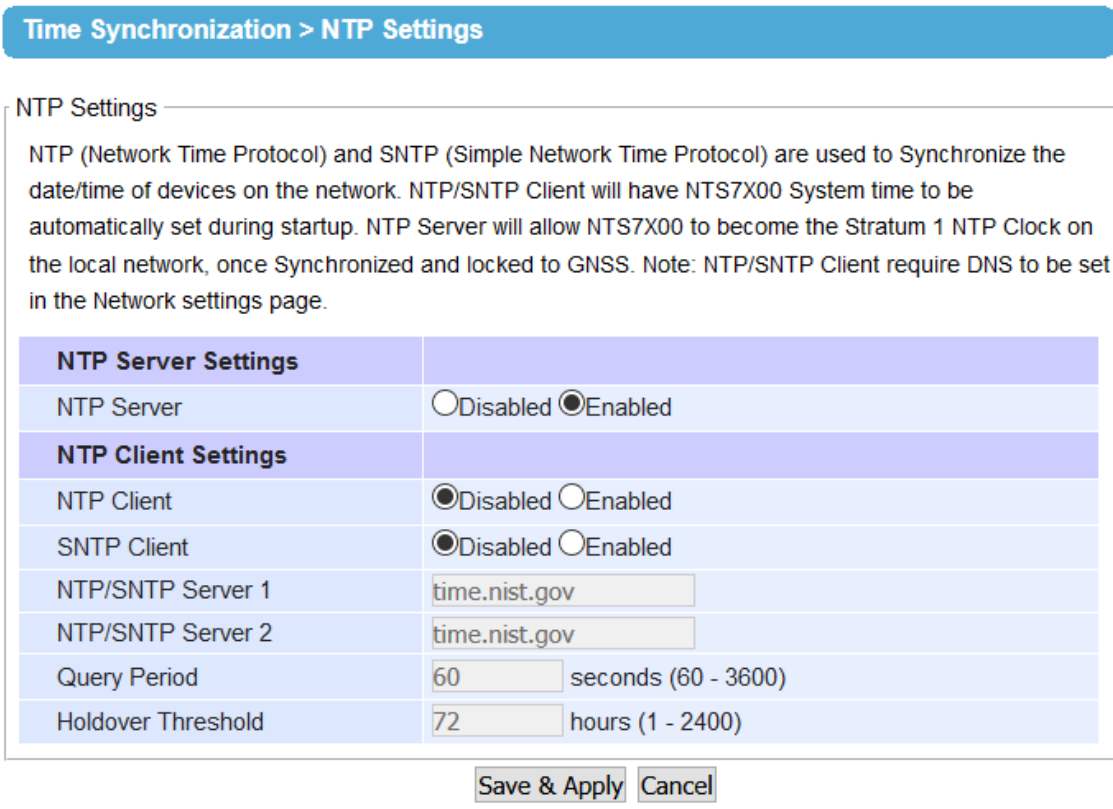 Time Synchronization > NTP Settings
NTP Settings
NTP (Network Time Protocol) and SNTP (Simple Network Time Protocol) are used to Synchronize the
date/time of devices on the network. NTP/SNTP Client will have NTS7X00 System time to be
automatically set during startup. NTP Server will allow NTS7X00 to become the Stratum 1 NTP Clock on
the local network, once Synchronized and locked to GNSS. Note: NTP/SNTP Client require DNS to be set
in the Network settings page.
NTP Server Settings
NTP Server Disabled Enabled
NTP Client Settings
NTP Client Disabled Enabled
SNTP Client Disabled Enabled
NTP/SNTP Server 1 time.nist.gov
NTP/SNTP Server 2 time.nist.gov
Query Period 60 seconds (60 - 3600)
Holdover Threshold 72 hours (1 - 2400)
Save & Apply Cancel